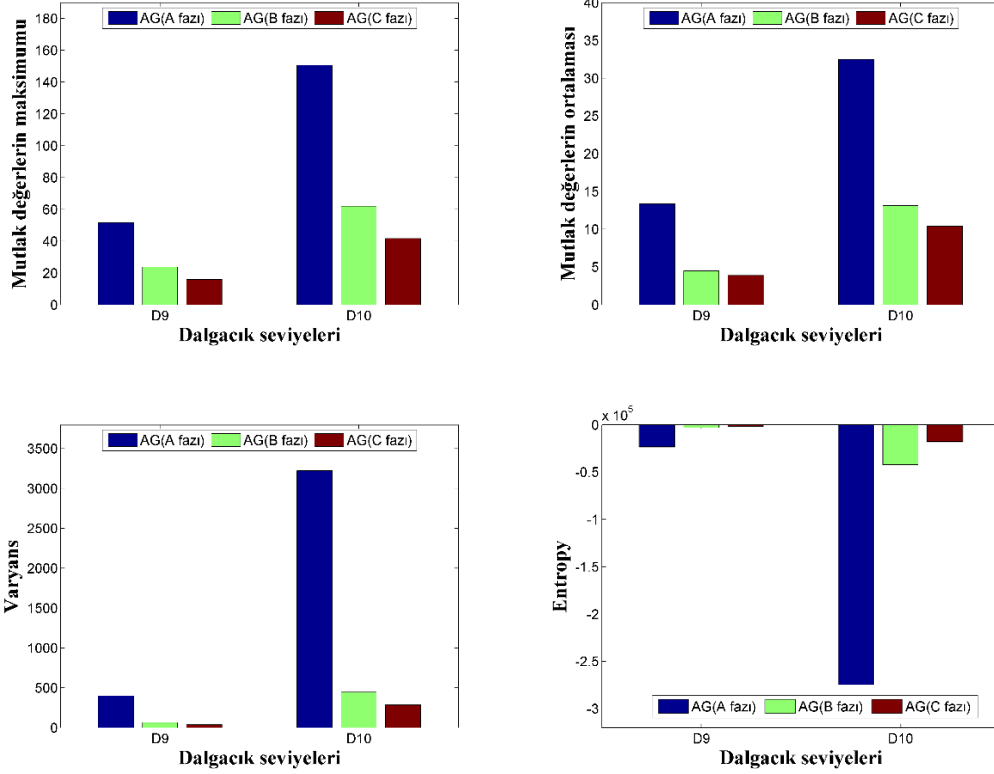 AG(A fazı) AG(B fazı) AG(C fazı)
Mutlak değerlerin maksimumu
180
160
140
120
100
80
60
40
20
0
D9 D10
Dalgacık seviyeleri
AG(A fazı) AG(B fazı) AG(C fazı)
Mutlak değerlerin ortalaması
40
35
30
25
20
15
10
5
0
D9 D10
Dalgacık seviyeleri
AG(A fazı) AG(B fazı) AG(C fazı)
Varyans
3500
3000
2500
2000
1500
1000
500
0
D9 D10
Dalgacık seviyeleri
x 10^5
Entropy
0
-0.5
-1
-1.5
-2
-2.5
-3
AG(A fazı) AG(B fazı) AG(C fazı)
D9 D10
Dalgacık seviyeleri